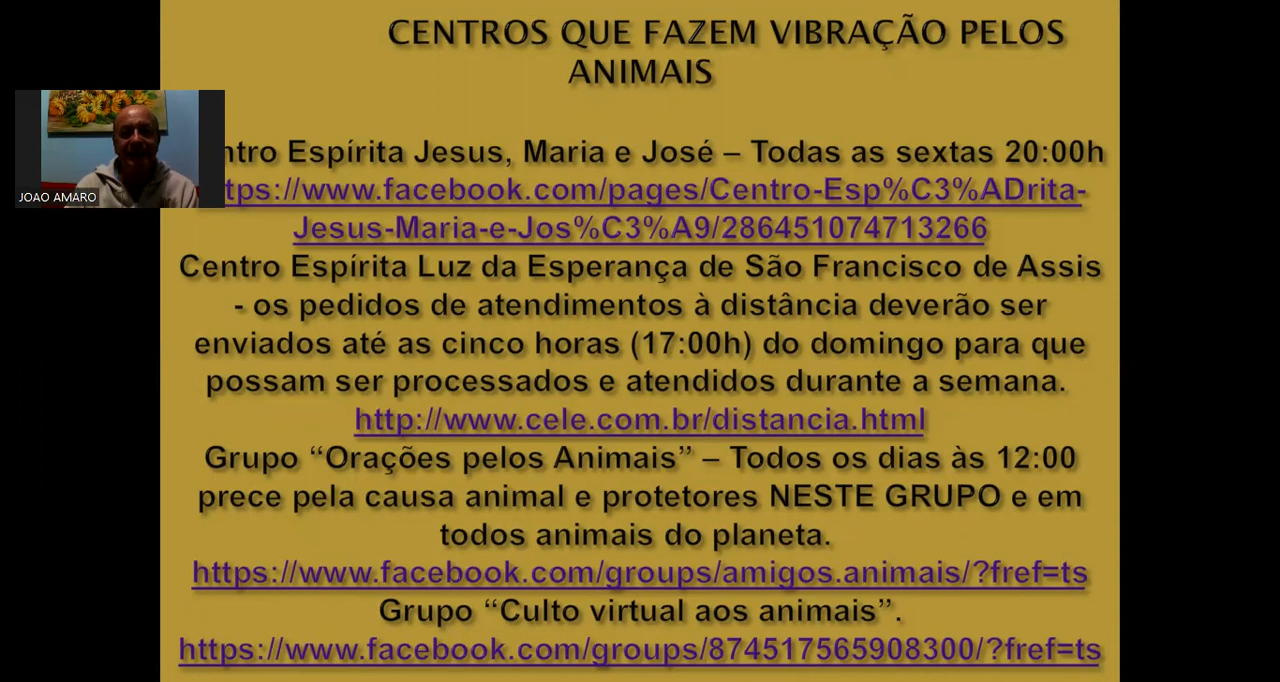 CENTROS QUE FAZEM VIBRAÇÃO PELOS
ANIMAIS
ntro Espírita Jesus, Maria e José – Todas as sextas 20:00h
tps://www.facebook.com/pages/Centro-Esp%C3%ADrita-
Jesus-Maria-e-Jos%C3%A9/286451074713266
JOAO AMARO
Centro Espírita Luz da Esperança de São Francisco de Assis
- os pedidos de atendimentos à distância deverão ser
enviados até as cinco horas (17:00h) do domingo para que
possam ser processados e atendidos durante a semana.
http://www.cele.com.br/distancia.html
Grupo “Orações pelos Animais” – Todos os dias às 12:00
prece pela causa animal e protetores NESTE GRUPO e em
todos animais do planeta.
https://www.facebook.com/groups/amigos.animais/?fref=ts
Grupo “Culto virtual aos animais”.
https://www.facebook.com/groups/874517565908300/?fref=ts